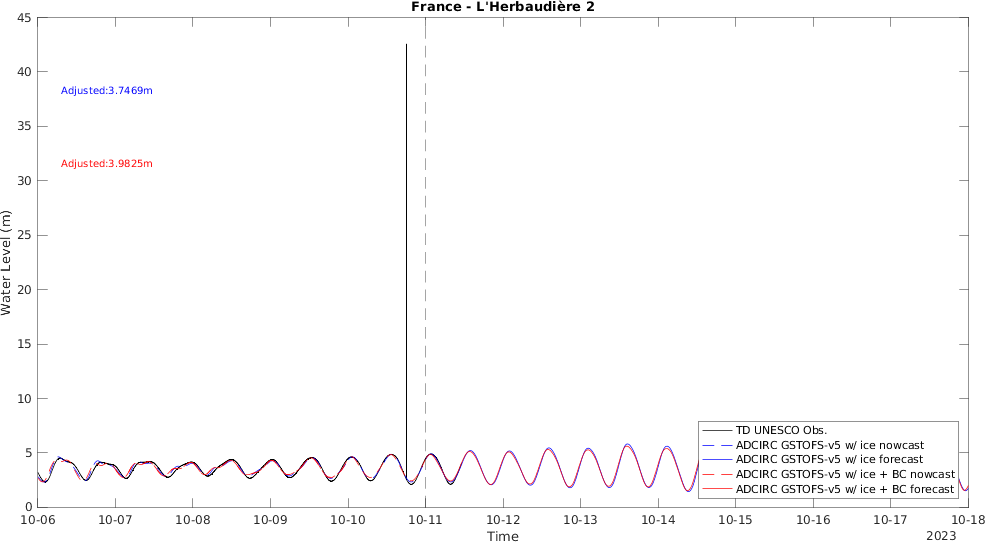 France - L'Herbaudière 2
45
40
35
30
25
20
15
10
5
0
Water Level (m)
Adjusted:3.7469m
Adjusted:3.9825m
TD UNESCO Obs.
ADCIRC GSTOFS-v5 w/ ice nowcast
ADCIRC GSTOFS-v5 w/ ice forecast
ADCIRC GSTOFS-v5 w/ ice + BC nowcast
ADCIRC GSTOFS-v5 w/ ice + BC forecast
10-06 10-07 10-08 10-09 10-10 10-11 10-12 10-13 10-14 10-15 10-16 10-17 10-18
Time
2023